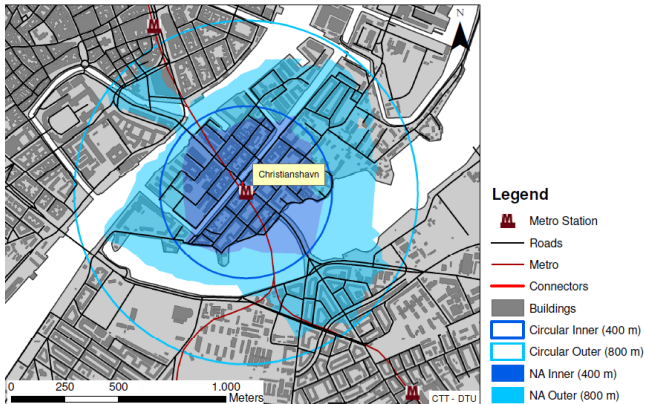 N
Christianshavn
0 250 500 1.000
Meters
CTT - DTU
Legend
Metro Station
Roads
Metro
Connectors
Buildings
Circular Inner (400 m)
Circular Outer (800 m)
NA Inner (400 m)
NA Outer (800 m)